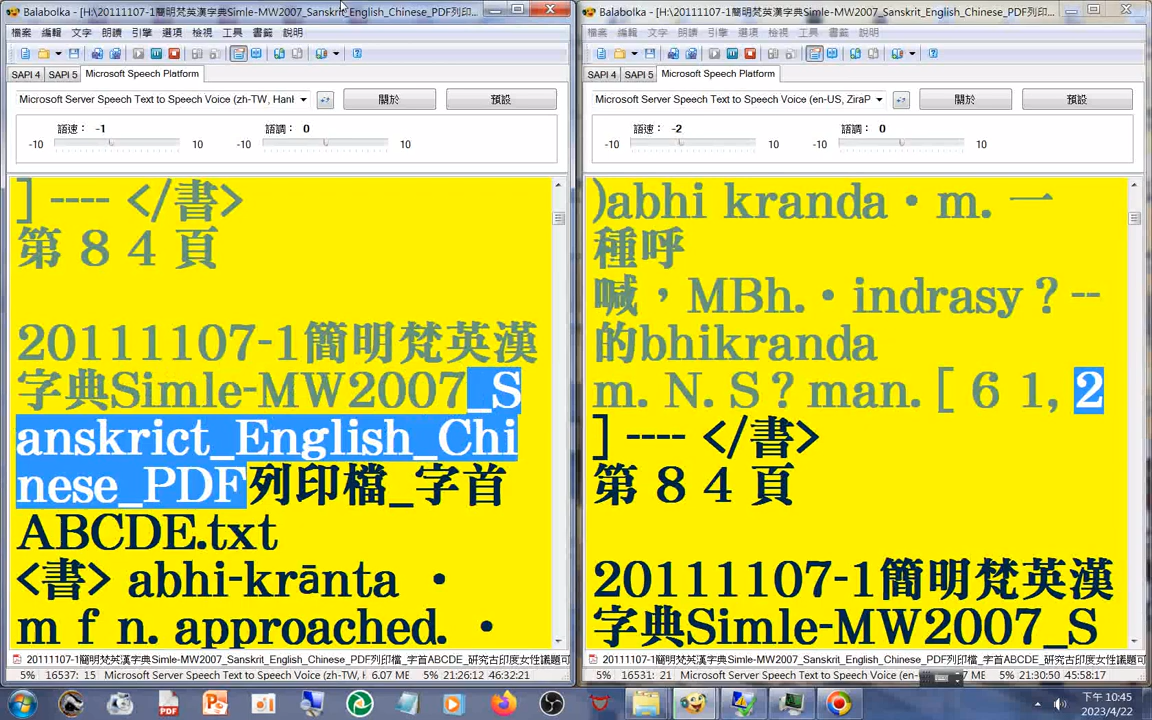 Balabolka - [H:\20111107-1簡明梵英漢字典Simle-MW2007_Sanskrit_English_Chinese_PDF列印...
檔案 編輯 文字 朗讀 引擎 選項 檢視 工具 書籤 說明
SAPI 4 SAPI 5 Microsoft Speech Platform
Microsoft Server Speech Text to Speech Voice (zh-TW, Hanl 關於 預設
語速： -1 語調： 0
-10 10 -10 10
] ---- </書>
第 8 4 頁
20111107-1簡明梵英漢
字典Simle-MW2007_S
anskrict_English_Chi
nese_PDF列印檔_字首
ABCDE.txt
<書> abhi-krānta •
m f n. approached. •
20111107-1簡明梵英漢字典Simle-MW2007_Sanskrit_English_Chinese_PDF列印檔_字首ABCDE_研究古印度女性議題可
5% 16537: 15 Microsoft Server Speech Text to Speech Voice (zh-TW, H 6.07 MB 5% 21:26:12 46:32:21
Balabolka - [H:\20111107-1簡明梵英漢字典Simle-MW2007_Sanskrit_English_Chinese_PDF列印...
檔案 編輯 文字 朗讀 引擎 選項 檢視 工具 書籤 說明
SAPI 4 SAPI 5 Microsoft Speech Platform
Microsoft Server Speech Text to Speech Voice (en-US, ZiraP 關於 預設
語速： -2 語調： 0
-10 10 -10 10
)abhi kranda • m. 一
種呼
喊，MBh. • indrasy？--
的bhikranda
m. N. S？man. [ 6 1, 2
] ---- </書>
第 8 4 頁
20111107-1簡明梵英漢
字典Simle-MW2007_S
20111107-1簡明梵英漢字典Simle-MW2007_Sanskrit_English_Chinese_PDF列印檔_字首ABCDE_研究古印度女性議題可
5% 16531: 21 Microsoft Server Speech Text to Speech Voice (en-u 5% 21:30:50 45:58:17
下午 10:45
2023/4/22